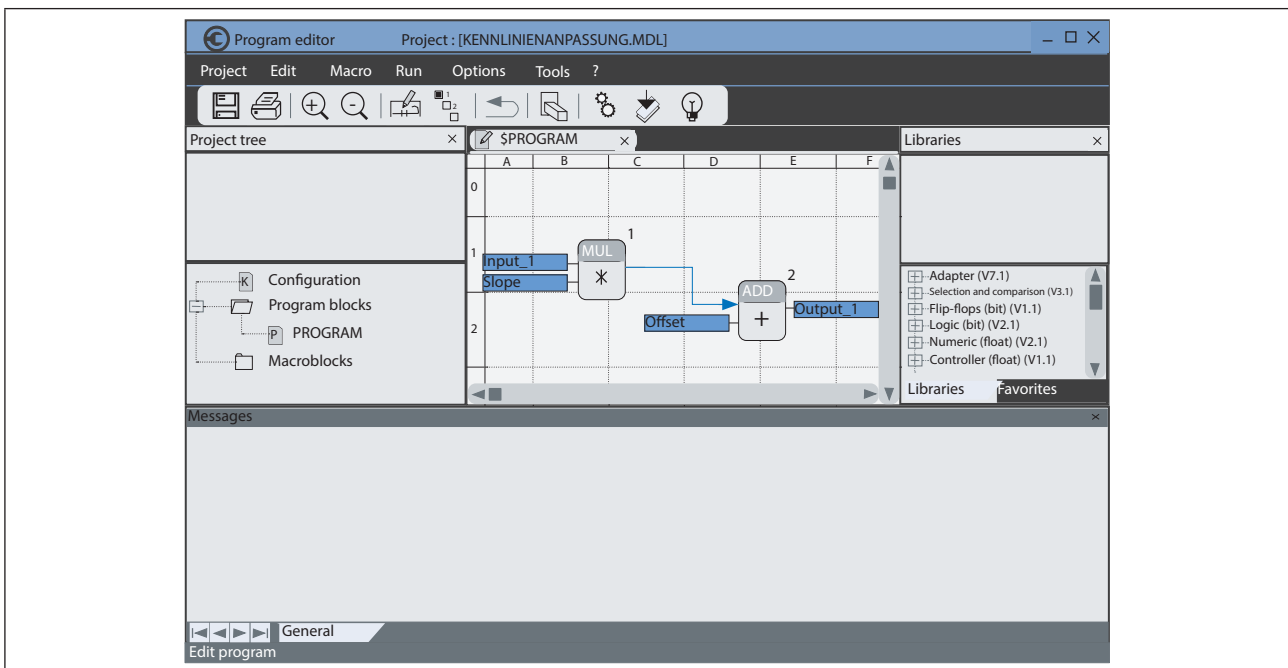 Program editor Project : [KENNLINIENANPASSUNG.MDL]
Project Edit Macro Run Options Tools ?
1
2
Project tree
$PROGRAM
Libraries
A B C D E F
0
1
2
K Configuration
Program blocks
P PROGRAM
Macroblocks
1
MUL
Input_1
Slope
*
2
ADD
Offset
+
Output_1
Adapter (V7.1)
Selection and comparison (V3.1)
Flip-flops (bit) (V1.1)
Logic (bit) (V2.1)
Numeric (float) (V2.1)
Controller (float) (V1.1)
Libraries Favorites
Messages
General
Edit program